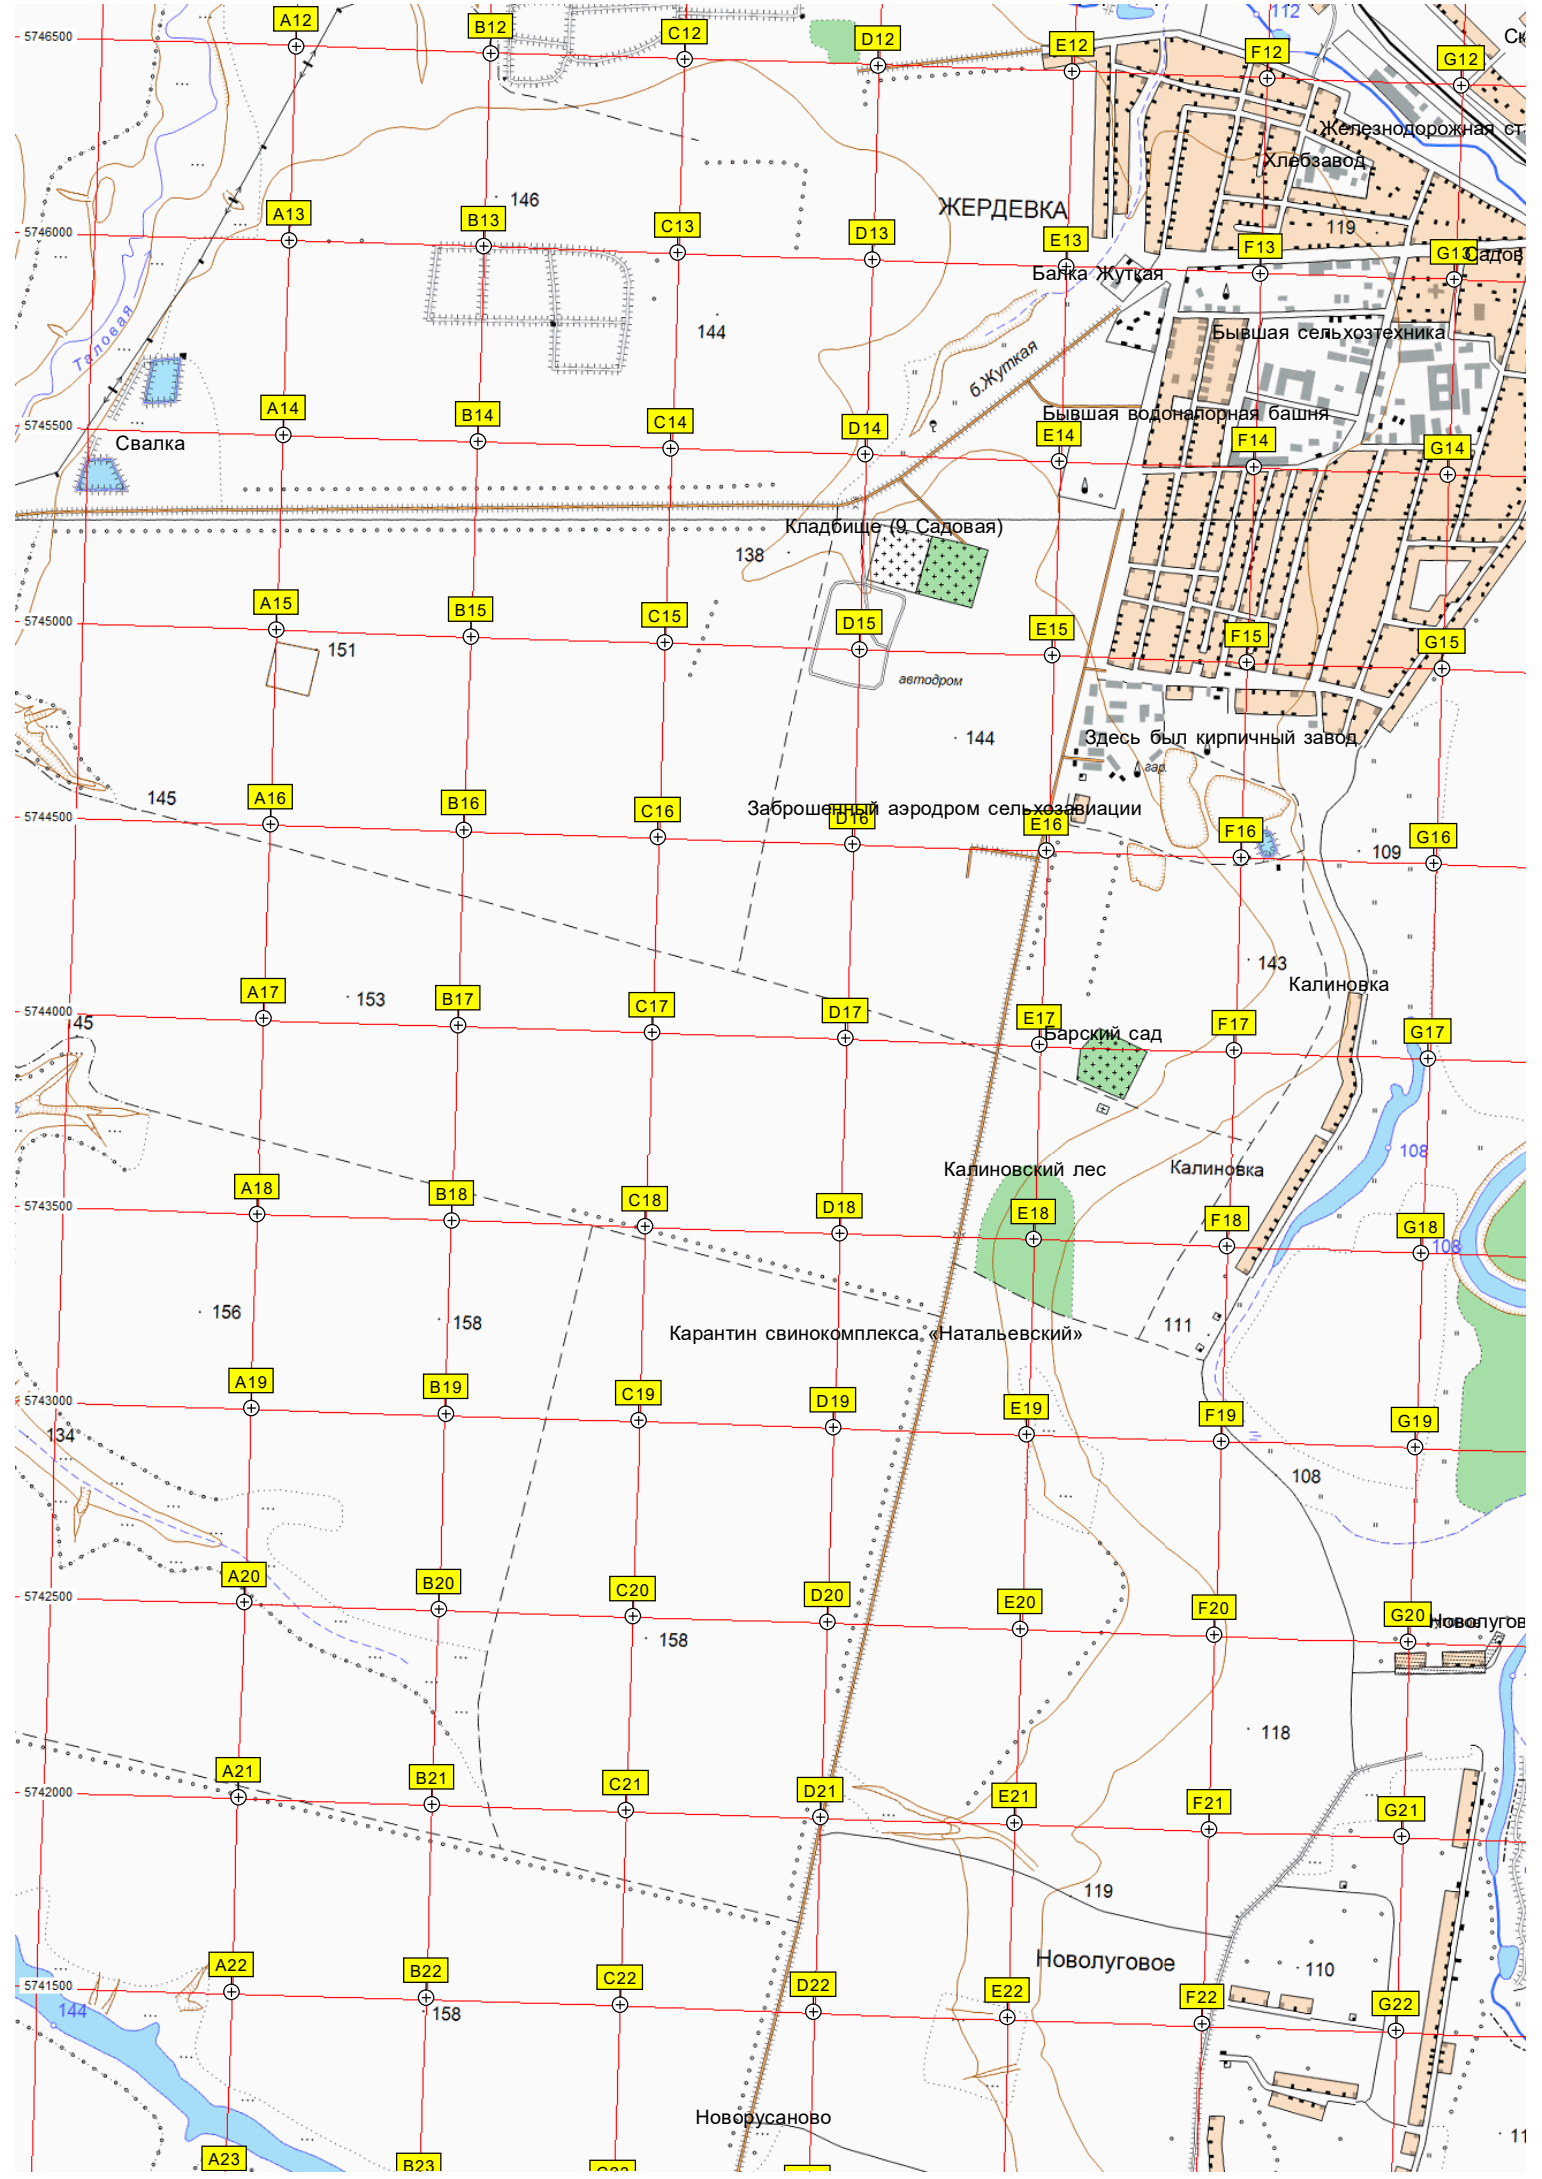 A12 B12 C12 D12 E12 F12 G12
112
5746500
Железнодорожная ст
Хлебзавод
146
ЖЕРДЕВКА
119
A13 B13 C13 D13 E13 F13 G13
Садов
5746000
Балка Жуткая
Таловая
144
б.Жуткая
Бывшая сельхозтехника
A14 B14 C14 D14 E14 F14 G14
Бывшая водонапорная башня
5745500
Свалка
Кладбище (9, Садовая)
138
A15 B15 C15 D15 E15 F15 G15
5745000
151
автодром
144
Здесь был кирпичный завод
гар.
145
A16 B16 C16 D16 E16 F16 G16
Заброшенный аэродром сельхозавиации
5744500
109
143
Калиновка
153
A17 B17 C17 D17 E17 F17 G17
5744000
45
Барский сад
108
Калиновский лес
Калиновка
A18 B18 C18 D18 E18 F18 G18
5743500
108
156
158
111
Карантин свинокомплекса «Натальевский»
A19 B19 C19 D19 E19 F19 G19
5743000
134
108
A20 B20 C20 D20 E20 F20 G20
5742500
Новолугов
158
118
A21 B21 C21 D21 E21 F21 G21
5742000
119
Новолуговое
110
A22 B22 C22 D22 E22 F22 G22
5741500
144
158
Новорусаново
11
A23 B23